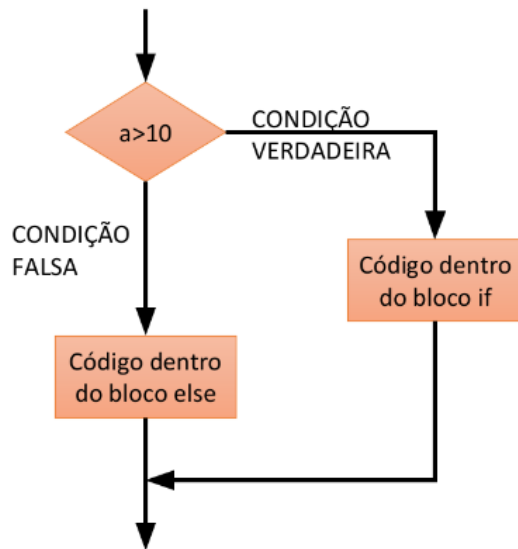 a>10
CONDIÇÃO
VERDADEIRA
CONDIÇÃO
FALSA
Código dentro
do bloco if
Código dentro
do bloco else